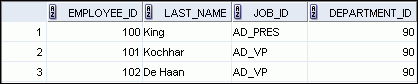 EMPLOYEE_ID LAST_NAME JOB_ID DEPARTMENT_ID
1 100 King AD_PRES 90
2 101 Kochhar AD_VP 90
3 102 De Haan AD_VP 90